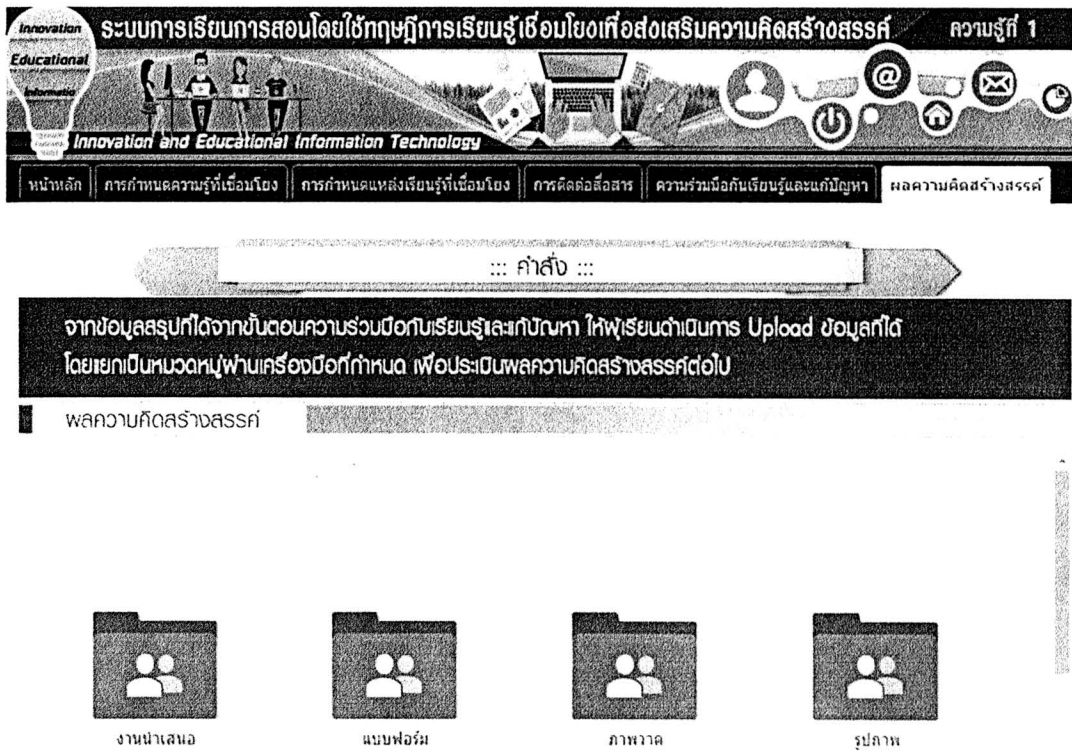 Innovation
Educational
Informatio
ระบบการเรียนการสอนโดยใช้ทฤษฎีการเรียนรู้เชื่อมโยงเพื่อส่งเสริมความคิดสร้างสรรค์ ความรู้ที่ 1
Innovation and Educational Information Technology
หน้าหลัก การกำหนดความรู้ที่เชื่อมโยง การกำหนดแหล่งเรียนรู้ที่เชื่อมโยง การติดต่อสื่อสาร ความร่วมมือกันเรียนรู้และแก้ปัญหา ผลความคิดสร้างสรรค์
::: คำสั่ง :::
จากข้อมูลสรุปที่ได้จากขั้นตอนความร่วมมือกันเรียนรู้และแก้ปัญหา ให้ผู้เรียนดำเนินการ Upload ข้อมูลที่ได้
โดยแยกเป็นหมวดหมู่ผ่านเครื่องมือที่กำหนด เพื่อประเมินผลความคิดสร้างสรรค์ต่อไป
ผลความคิดสร้างสรรค์
งานนำเสนอ แบบฟอร์ม ภาพวาด รูปภาพ